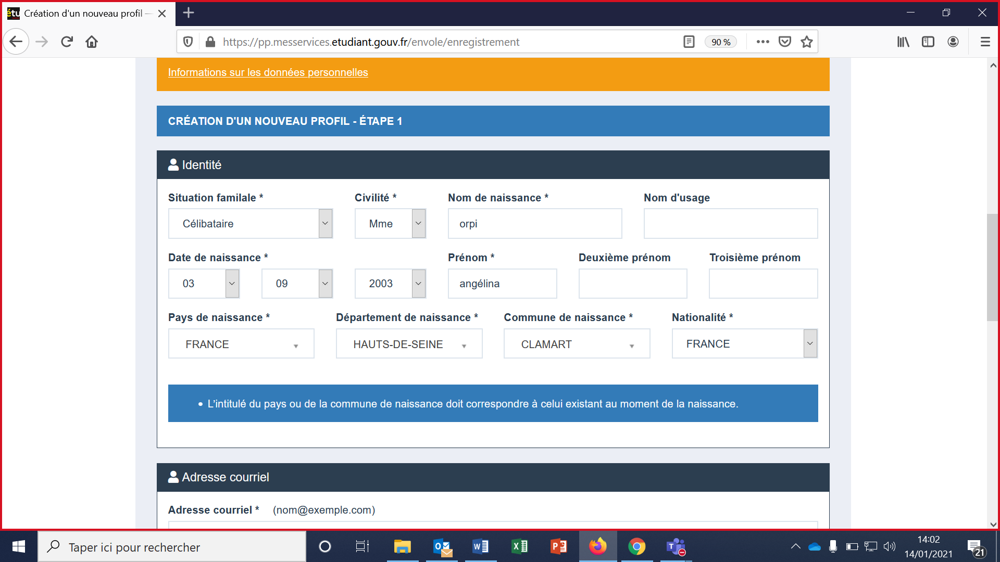 étu Création d'un nouveau profil —
https://pp.messervices.etudiant.gouv.fr/envole/enregistrement
90 %
Informations sur les données personnelles
CRÉATION D'UN NOUVEAU PROFIL - ÉTAPE 1
Identité
Situation familale * Civilité * Nom de naissance * Nom d'usage
Célibataire Mme orpi
Date de naissance * Prénom * Deuxième prénom Troisième prénom
03 09 2003 angélina
Pays de naissance * Département de naissance * Commune de naissance * Nationalité *
FRANCE HAUTS-DE-SEINE CLAMART FRANCE
• L'intitulé du pays ou de la commune de naissance doit correspondre à celui existant au moment de la naissance.
Adresse courriel
Adresse courriel * (nom@exemple.com)
Taper ici pour rechercher
14:02
14/01/2021
21